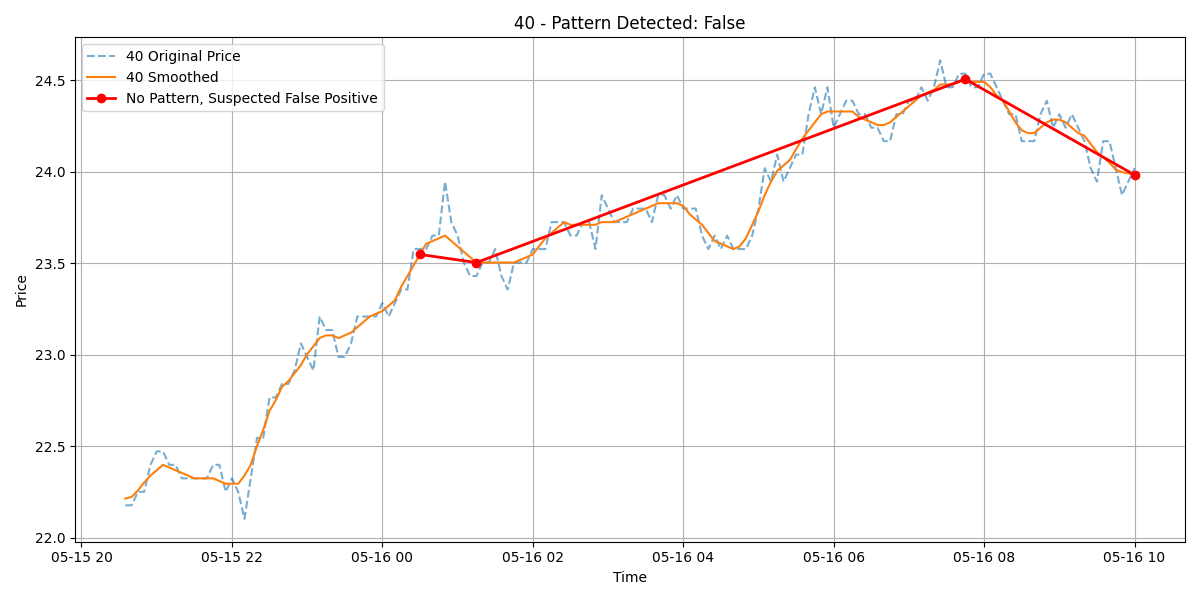 40 - Pattern Detected: False
40 Original Price
40 Smoothed
No Pattern, Suspected False Positive
Price
24.5
24.0
23.5
23.0
22.5
22.0
05-15 20
05-15 22
05-16 00
05-16 02
05-16 04
05-16 06
05-16 08
05-16 10
Time